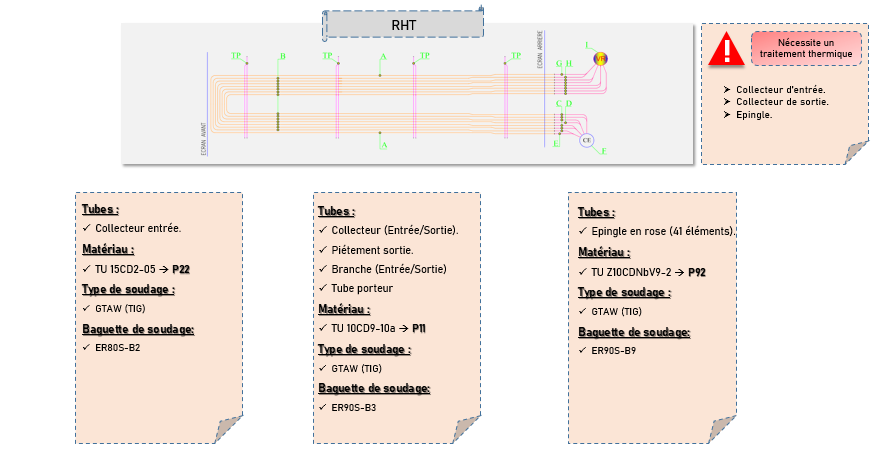 RHT
ECRAN AVANT
TP
B
TP
A
TP
TP
ECRAN ARRIERE
G
H
I
VR
C
D
A
E
CE
F
Nécessite un
traitement thermique
Collecteur d'entrée.
Collecteur de sortie.
Epingle.
Tubes :
Collecteur entrée.
Matériau :
TU 15CD2-05 → P22
Type de soudage :
GTAW (TIG)
Baguette de soudage:
ER80S-B2
Tubes :
Collecteur (Entrée/Sortie).
Piétement sortie.
Branche (Entrée/Sortie)
Tube porteur
Matériau :
TU 10CD9-10a → P11
Type de soudage :
GTAW (TIG)
Baguette de soudage:
ER90S-B3
Tubes :
Epingle en rose (41 éléments).
Matériau :
TU Z10CDNbV9-2 → P92
Type de soudage :
GTAW (TIG)
Baguette de soudage:
ER90S-B9